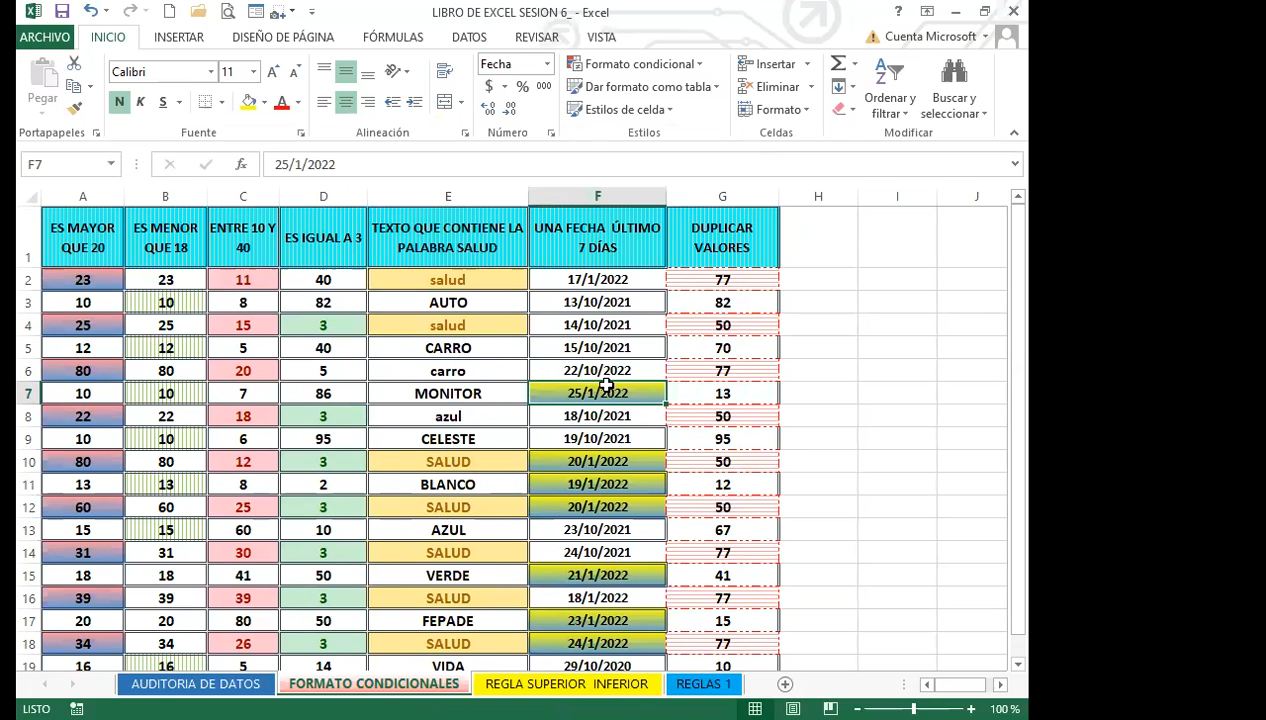 LIBRO DE EXCEL SESION 6_ - Excel
?
ARCHIVO INICIO INSERTAR DISEÑO DE PÁGINA FÓRMULAS DATOS REVISAR VISTA Cuenta Microsoft
Calibri 11 A A Fecha Formato condicional Insertar Σ
Pegar N K S A $ % 000 Dar formato como tabla Eliminar Ordenar y filtrar Buscar y seleccionar
Estilos de celda Formato
Portapapeles Fuente Alineación Número Estilos Celdas Modificar
F7 fx 25/1/2022
A B C D E F G H I J
1 ES MAYOR QUE 20 ES MENOR QUE 18 ENTRE 10 Y 40 ES IGUAL A 3 TEXTO QUE CONTIENE LA PALABRA SALUD UNA FECHA ÚLTIMO 7 DÍAS DUPLICAR VALORES
2 23 23 11 40 salud 17/1/2022 77
3 10 10 8 82 AUTO 13/10/2021 82
4 25 25 15 3 salud 14/10/2021 50
5 12 12 5 40 CARRO 15/10/2021 70
6 80 80 20 5 carro 22/10/2022 77
7 10 10 7 86 MONITOR 25/1/2022 13
8 22 22 18 3 azul 18/10/2021 50
9 10 10 6 95 CELESTE 19/10/2021 95
10 80 80 12 3 SALUD 20/1/2022 50
11 13 13 8 2 BLANCO 19/1/2022 12
12 60 60 25 3 SALUD 20/1/2022 50
13 15 15 60 10 AZUL 23/10/2021 67
14 31 31 30 3 SALUD 24/10/2021 77
15 18 18 41 50 VERDE 21/1/2022 41
16 39 39 39 3 SALUD 18/1/2022 77
17 20 20 80 50 FEPADE 23/1/2022 15
18 34 34 26 3 SALUD 24/1/2022 77
19 16 16 5 14 VIDA 29/10/2020 10
AUDITORIA DE DATOS FORMATO CONDICIONALES REGLA SUPERIOR INFERIOR REGLAS 1
LISTO 100 %